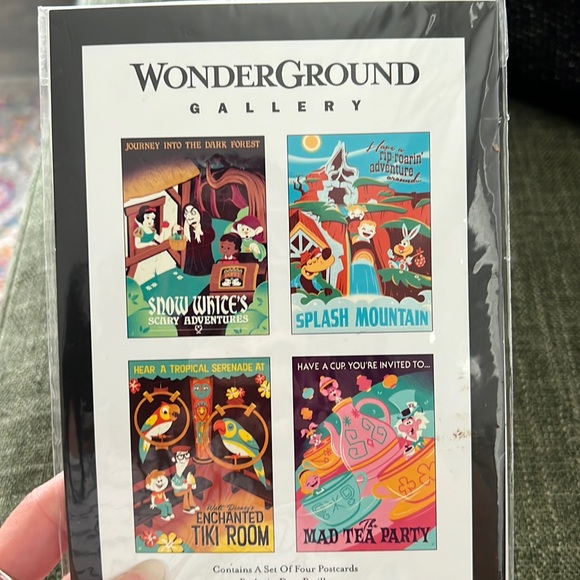 WONDERGROUND
GALLERY
JOURNEY INTO THE DARK FOREST
SNOW WHITE'S
SCARY ADVENTURES
Have a
rip-roarin'
adventure
around...
SPLASH MOUNTAIN
HEAR A TROPICAL SERENADE AT
Walt Disney's
ENCHANTED
TIKI ROOM
HAVE A CUP, YOU'RE INVITED TO...
The
MAD TEA PARTY
Contains A Set Of Four Postcards